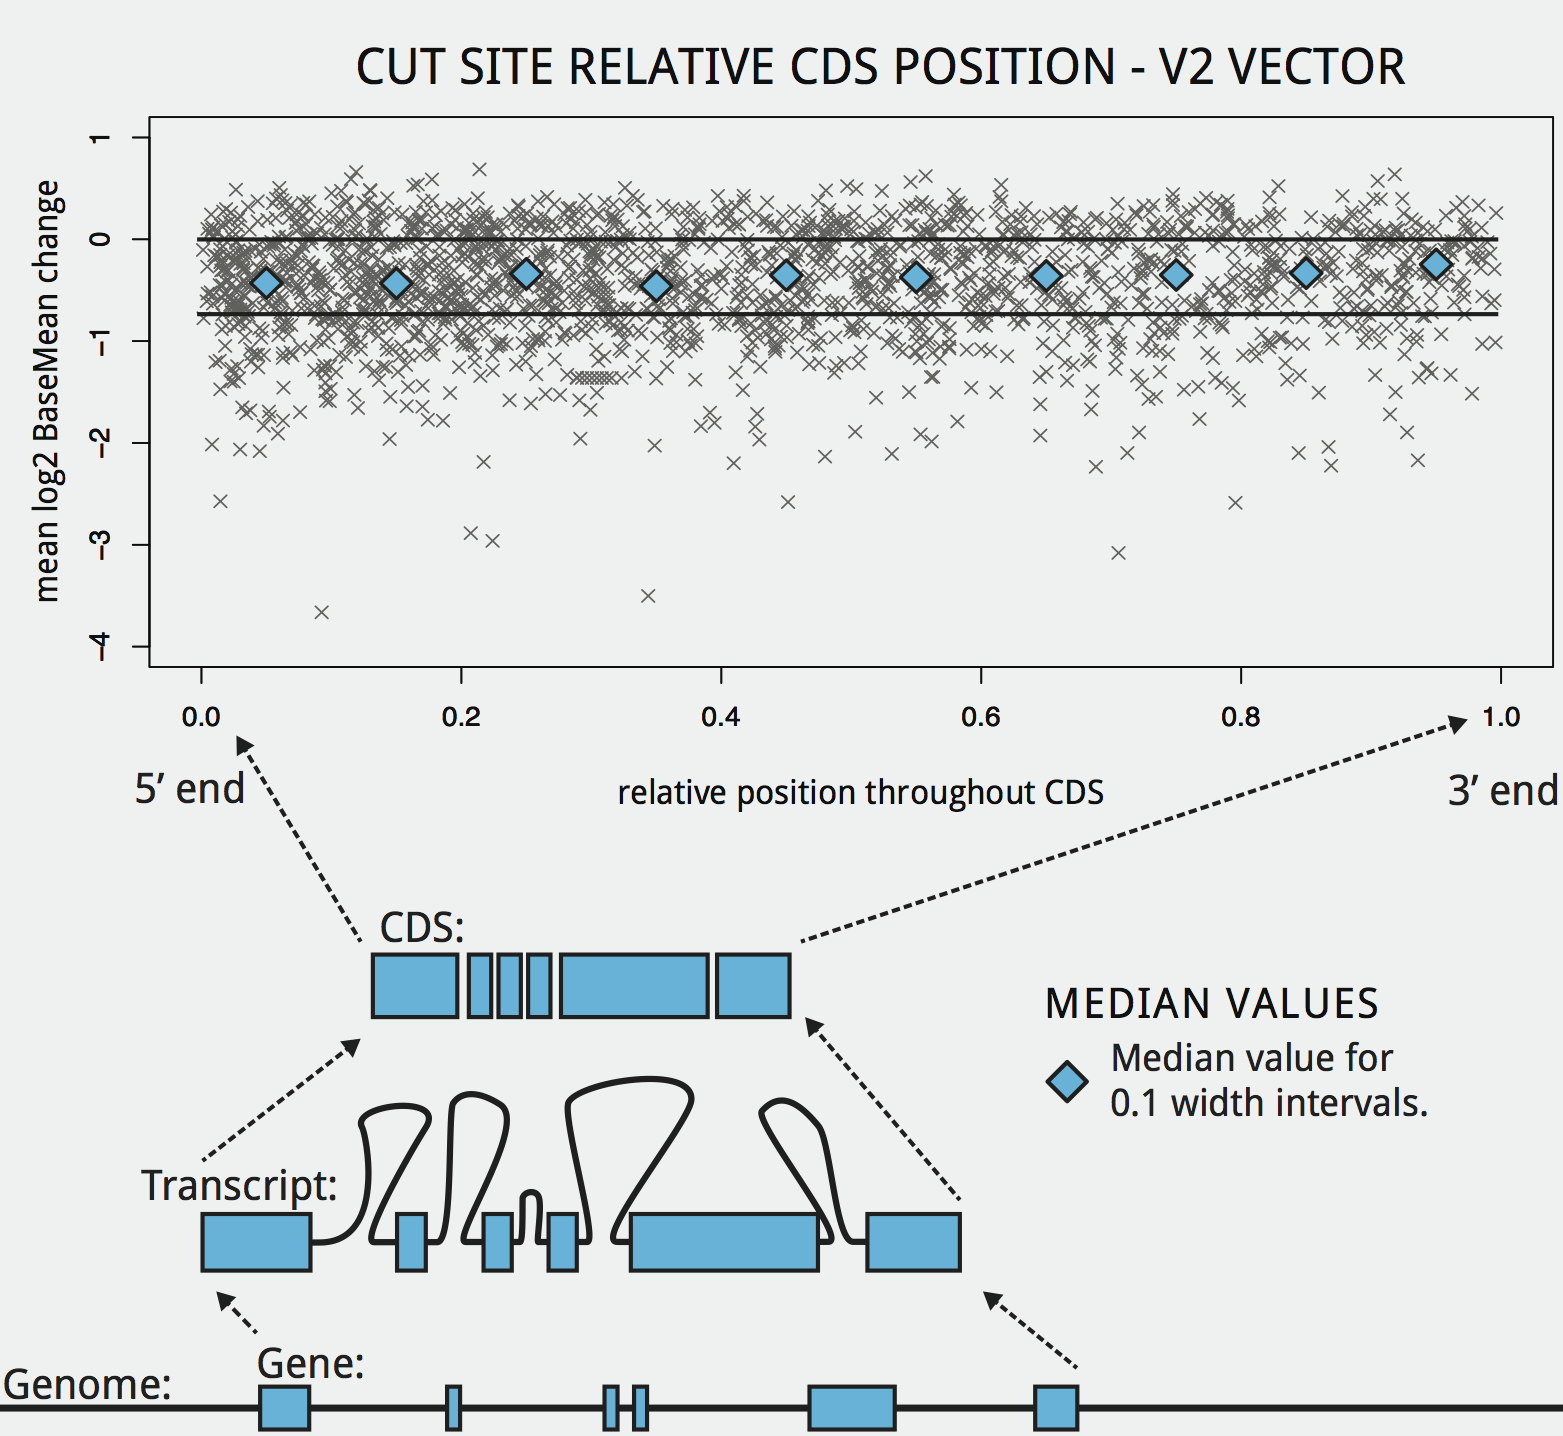 CUT SITE RELATIVE CDS POSITION - V2 VECTOR
mean log2 BaseMean change
1
0
−1
−2
−3
−4
0.0 0.2 0.4 0.6 0.8 1.0
5’ end
relative position throughout CDS
3’ end
CDS:
MEDIAN VALUES
Median value for
0.1 width intervals.
Transcript:
Gene:
Genome: